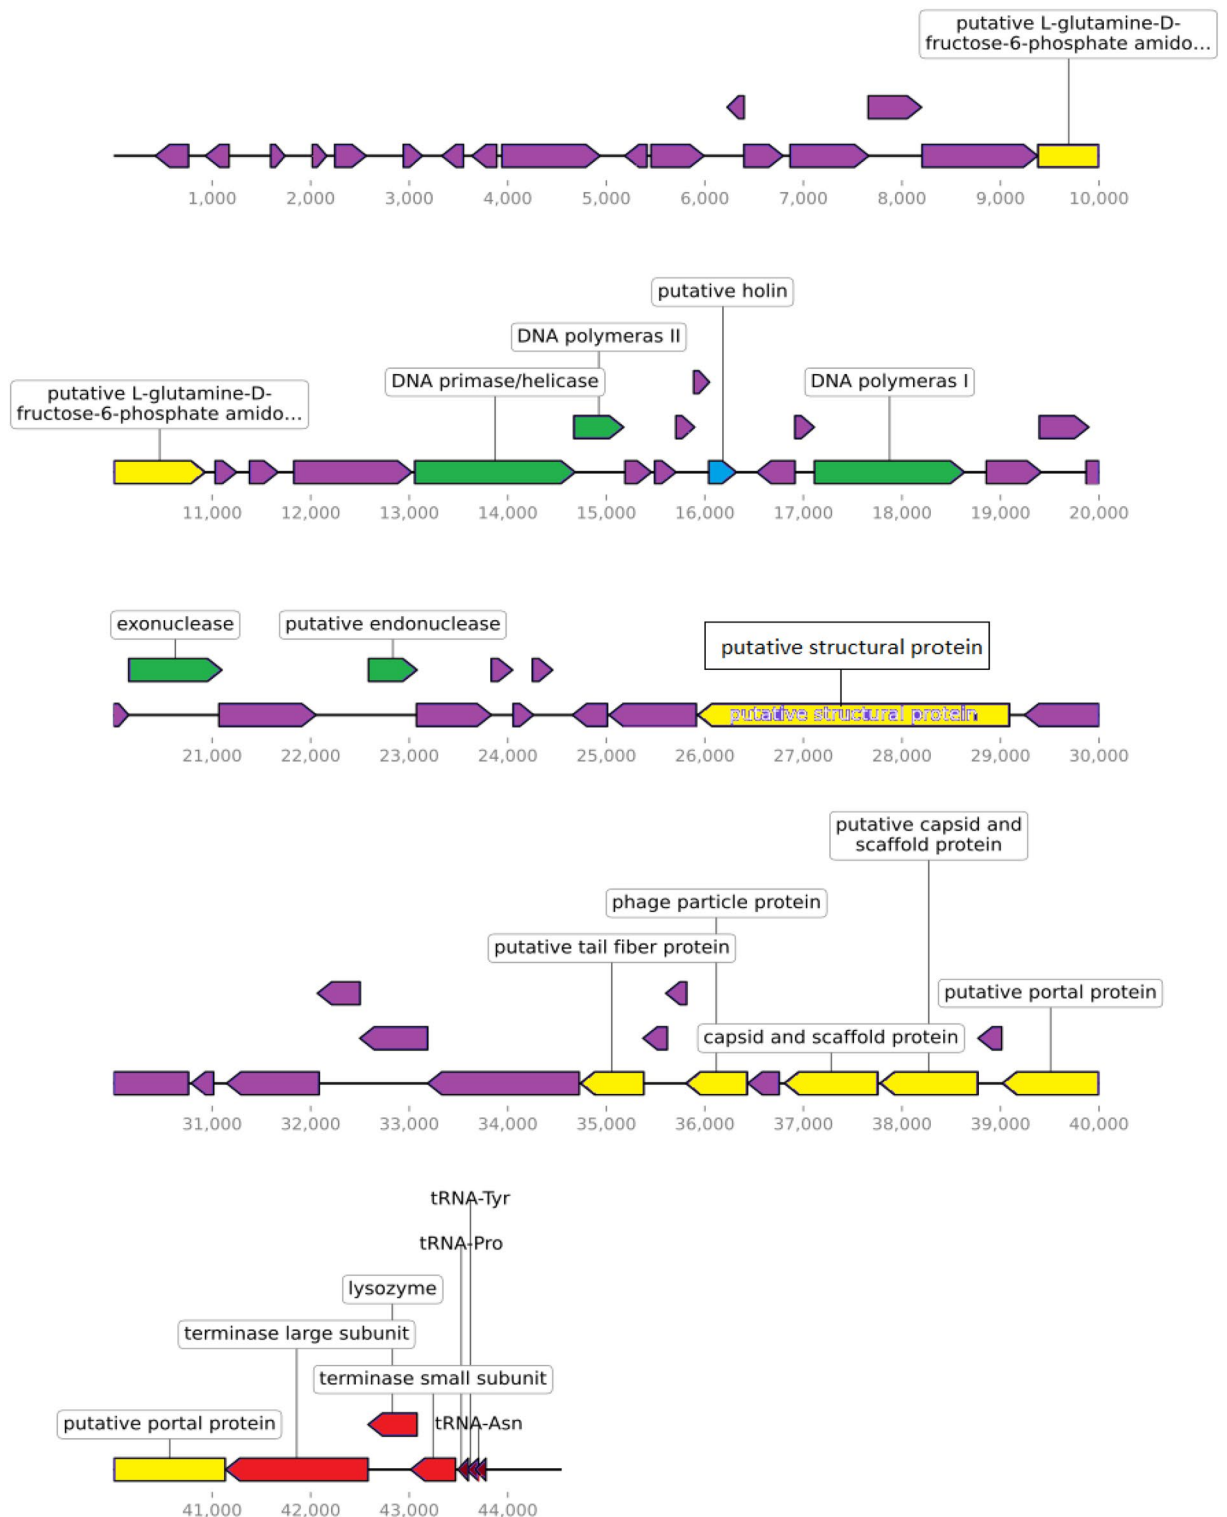 putative L-glutamine-D-
fructose-6-phosphate amido...
1,000 2,000 3,000 4,000 5,000 6,000 7,000 8,000 9,000 10,000
putative holin
DNA polymeras II
putative L-glutamine-D-
fructose-6-phosphate amido...
DNA primase/helicase
DNA polymeras I
11,000 12,000 13,000 14,000 15,000 16,000 17,000 18,000 19,000 20,000
exonuclease
putative endonuclease
putative structural protein
putative structural protein
21,000 22,000 23,000 24,000 25,000 26,000 27,000 28,000 29,000 30,000
putative capsid and
scaffold protein
phage particle protein
putative tail fiber protein
putative portal protein
capsid and scaffold protein
31,000 32,000 33,000 34,000 35,000 36,000 37,000 38,000 39,000 40,000
tRNA-Tyr
tRNA-Pro
lysozyme
terminase large subunit
terminase small subunit
putative portal protein
tRNA-Asn
41,000 42,000 43,000 44,000